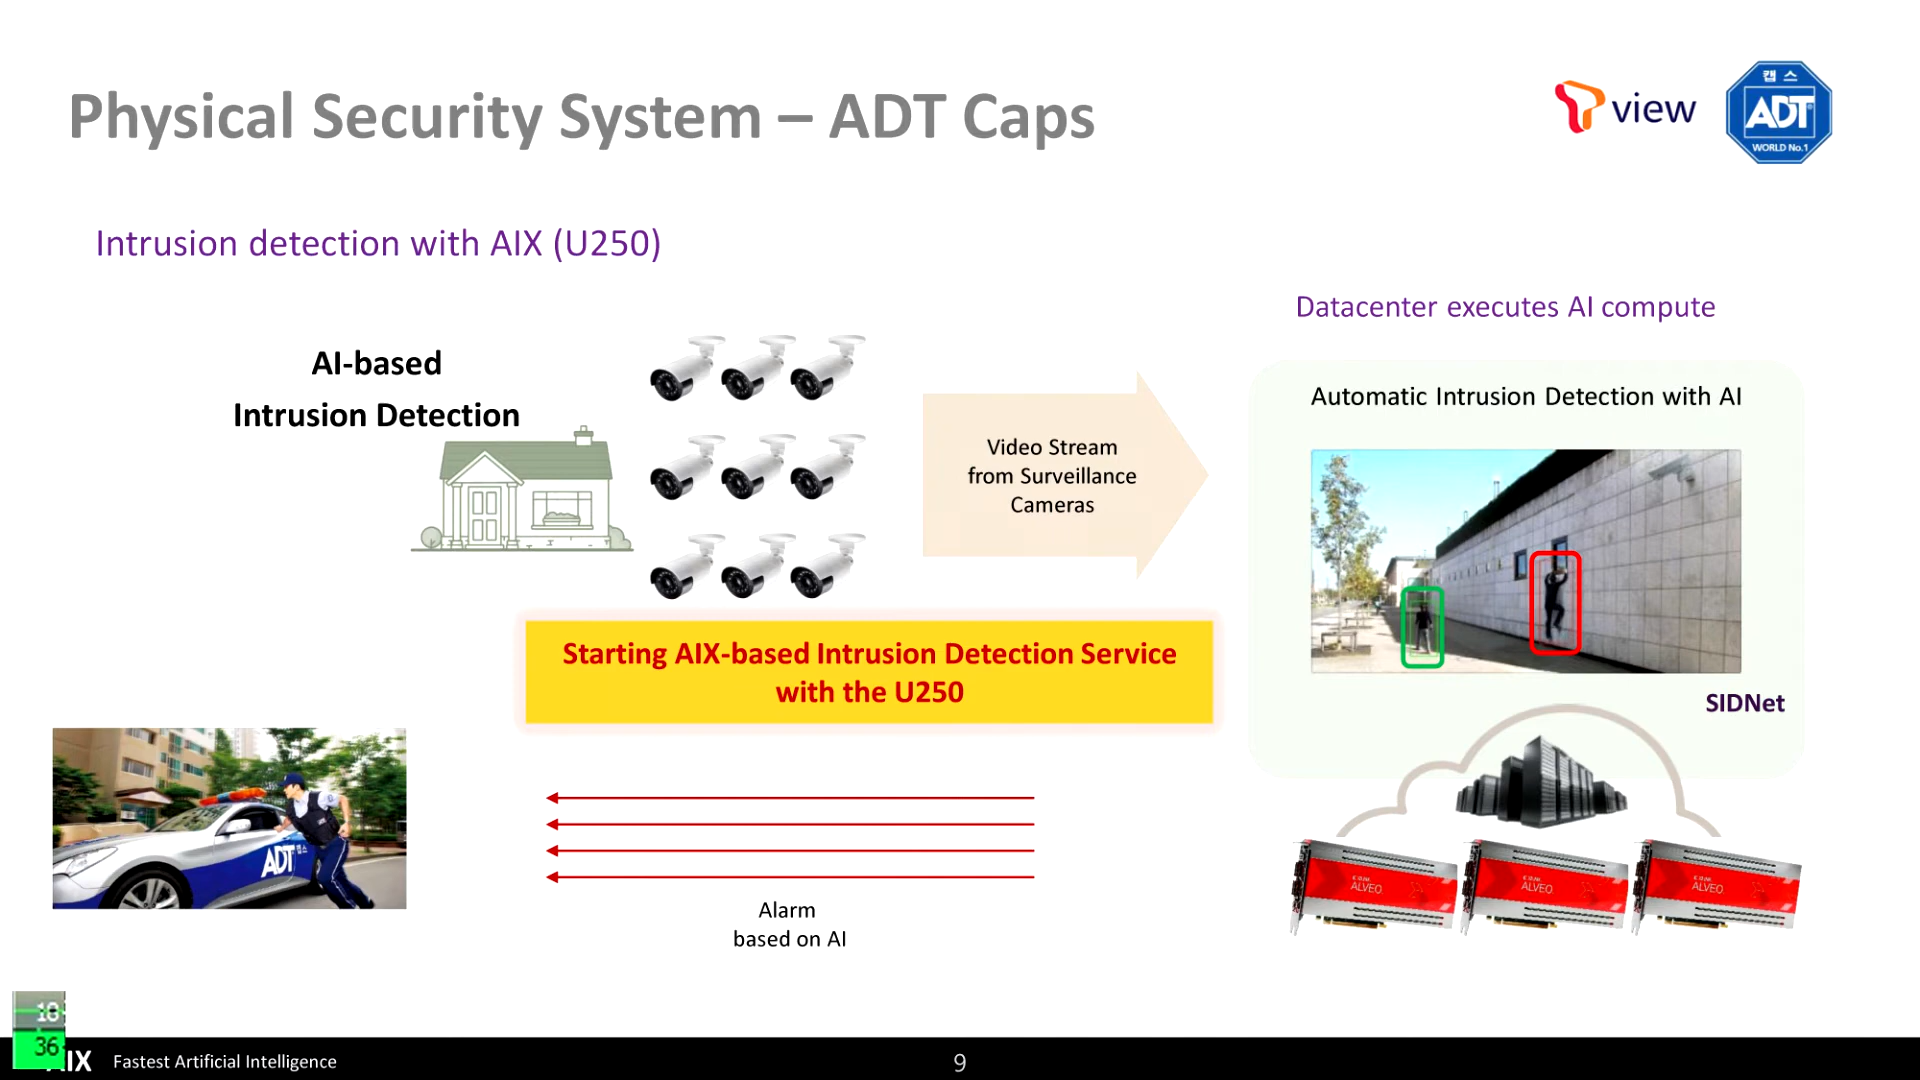 Physical Security System – ADT Caps
view
캡스
ADT
WORLD No.1
Intrusion detection with AIX (U250)
Datacenter executes AI compute
AI-based
Intrusion Detection
Video Stream
from Surveillance
Cameras
Automatic Intrusion Detection with AI
Starting AIX-based Intrusion Detection Service
with the U250
SIDNet
ADT 캡스
ALVEO
ALVEO
ALVEO
Alarm
based on AI
18
36
IX
Fastest Artificial Intelligence
9